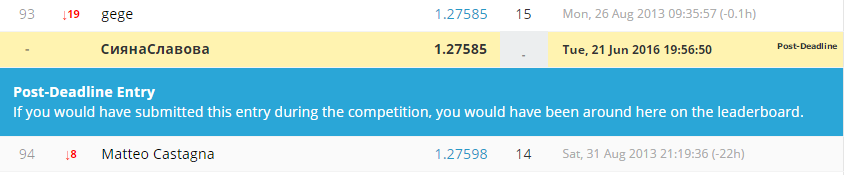 93 ↓19 gege 1.27585 15 Mon, 26 Aug 2013 09:35:57 (-0.1h)
- СиянаСлавова 1.27585 - Tue, 21 Jun 2016 19:56:50 Post-Deadline
Post-Deadline Entry
If you would have submitted this entry during the competition, you would have been around here on the leaderboard.
94 ↓8 Matteo Castagna 1.27598 14 Sat, 31 Aug 2013 21:19:36 (-22h)